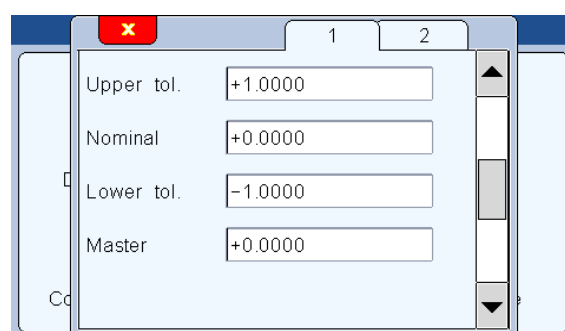 x
1 2
Upper tol. +1.0000
Nominal +0.0000
Lower tol. -1.0000
Master +0.0000